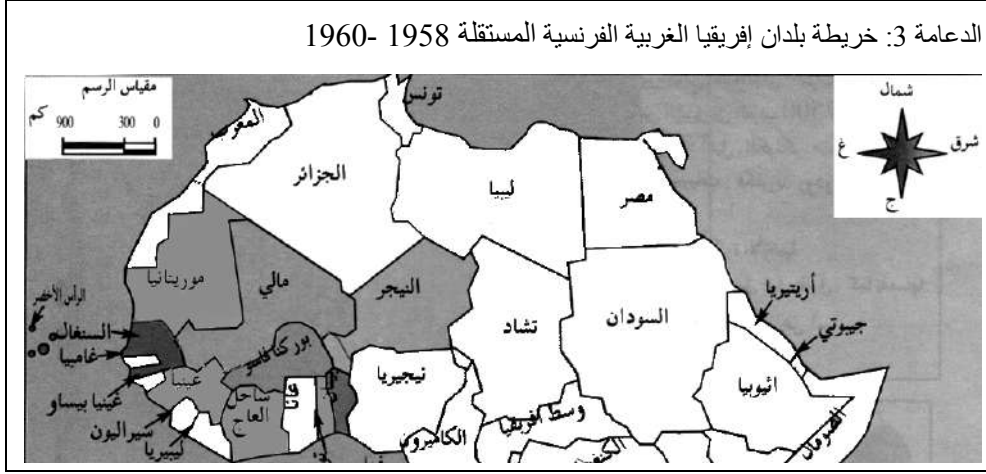 الدعامة 3: خريطة بلدان إفريقيا الغربية الفرنسية المستقلة 1958 -1960
مقياس الرسم
900 300 0 كم
شمال
شرق
غ
ج
تونس
المغرب
الجزائر
ليبيا
مصر
موريتانيا
مالي
النيجر
تشاد
السودان
أريتيريا
جيبوتي
الرأس الأخضر
السنغال
غامبيا
بوركنافاسو
غينيا
غينيا بيساو
ساحل
العاج
نيجيريا
اثيوبيا
الصومال
سيراليون
ليبيريا
الكاميرون
وسط افريقيا